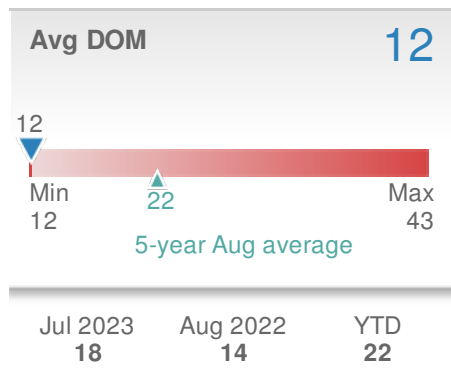 Avg DOM 12
12
Min 22 Max
12 43
5-year Aug average
Jul 2023 Aug 2022 YTD
18 14 22